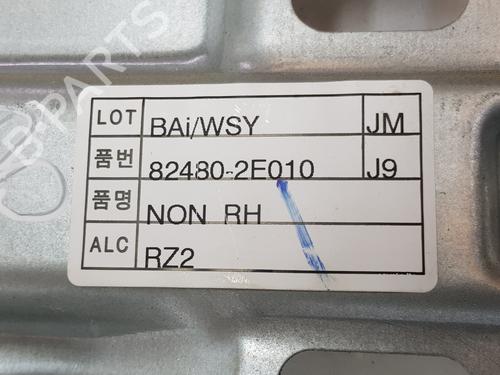 LOT BAi/WSY JM
품번 82480-2E010 J9
품명 NON RH
ALC RZ2